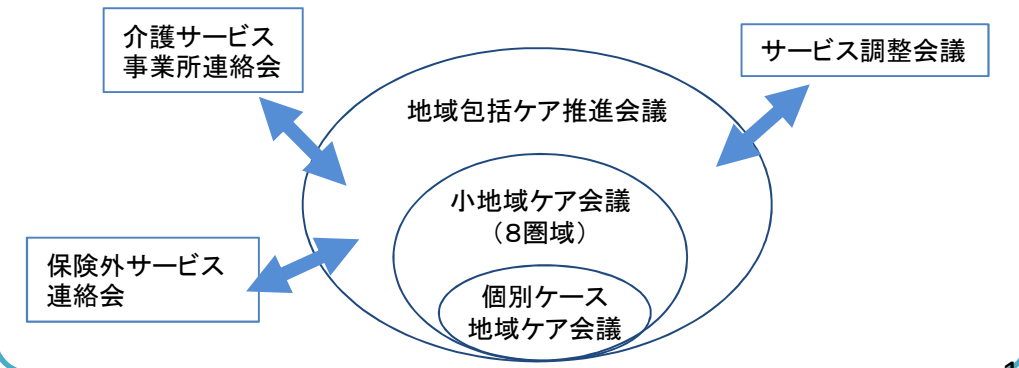 介護サービス
事業所連絡会
サービス調整会議
地域包括ケア推進会議
小地域ケア会議
（８圏域）
保険外サービス
連絡会
個別ケース
地域ケア会議